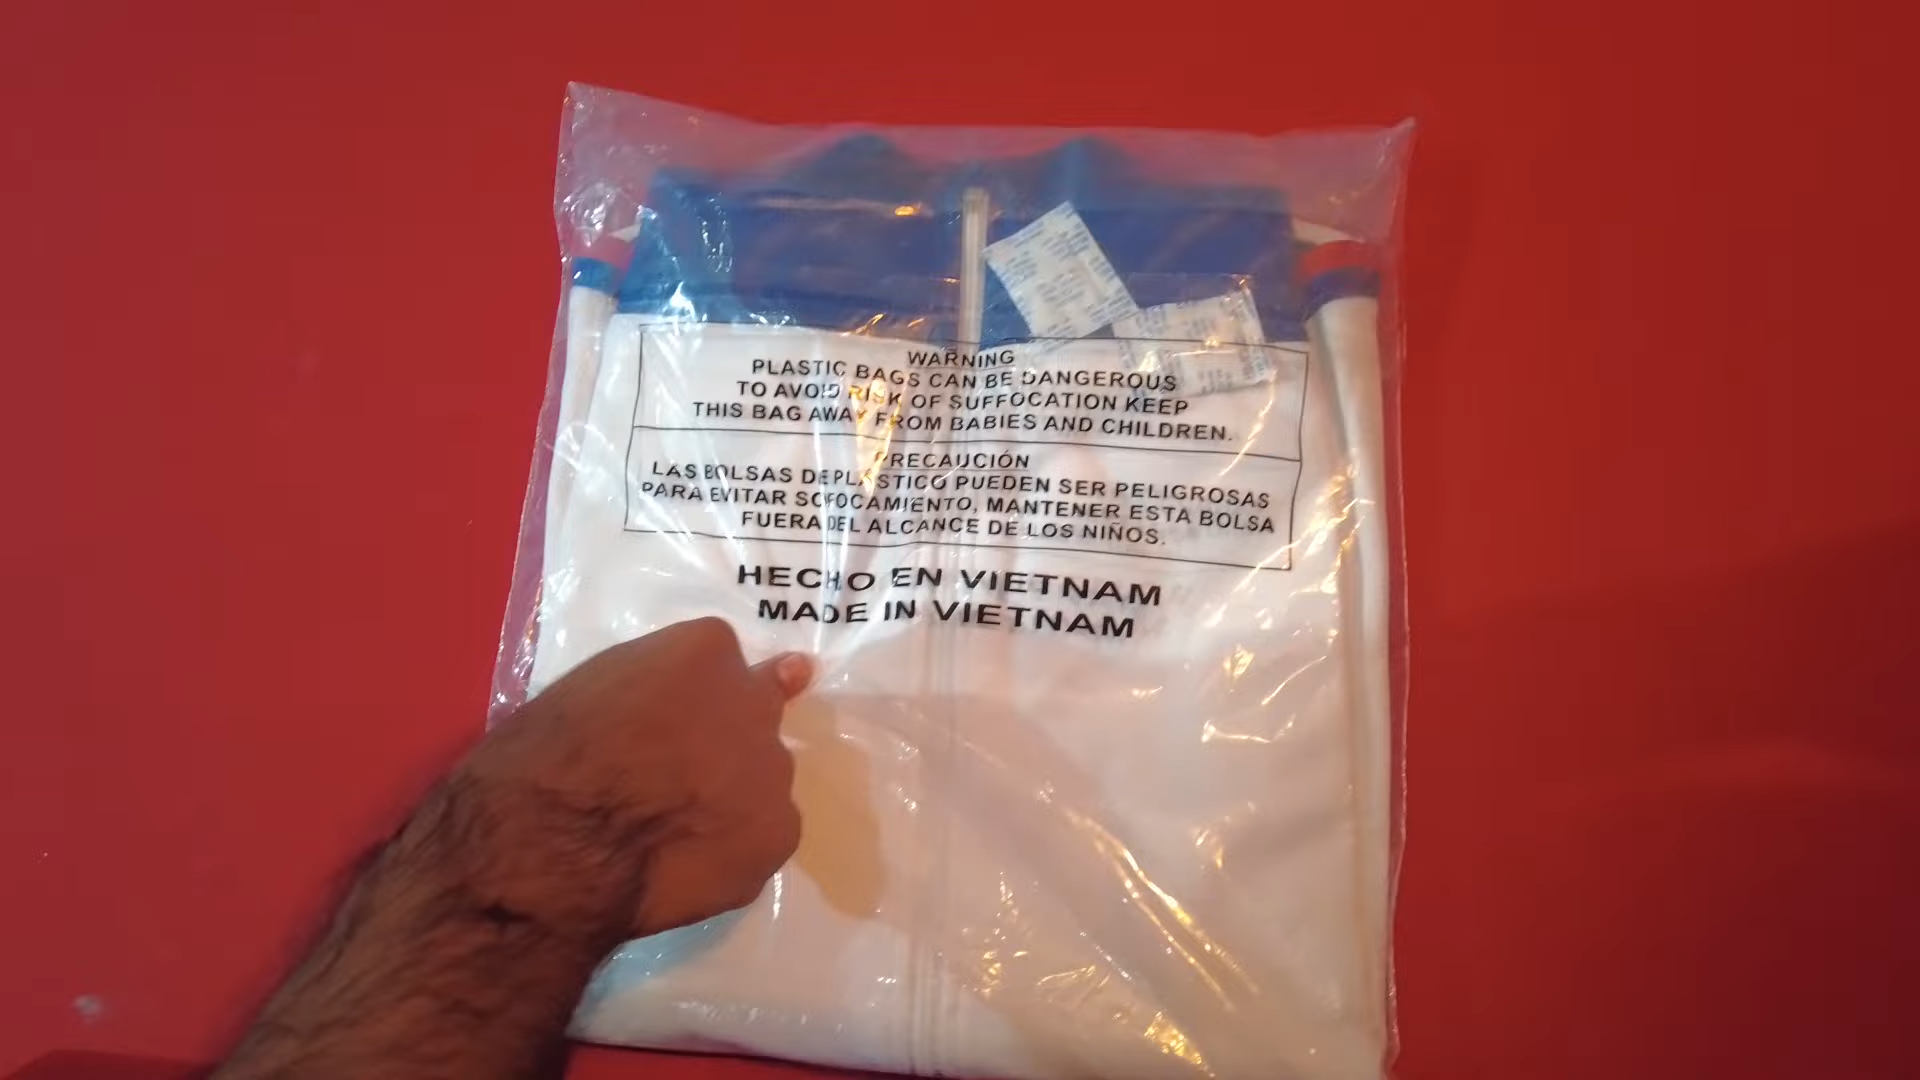 WARNING
PLASTIC BAGS CAN BE DANGEROUS
TO AVOID RISK OF SUFFOCATION KEEP
THIS BAG AWAY FROM BABIES AND CHILDREN.
PRECAUCIÓN
LAS BOLSAS DE PLASTICO PUEDEN SER PELIGROSAS
PARA EVITAR SOFOCAMIENTO, MANTENER ESTA BOLSA
FUERA DEL ALCANCE DE LOS NIÑOS.
HECHO EN VIETNAM
MADE IN VIETNAM